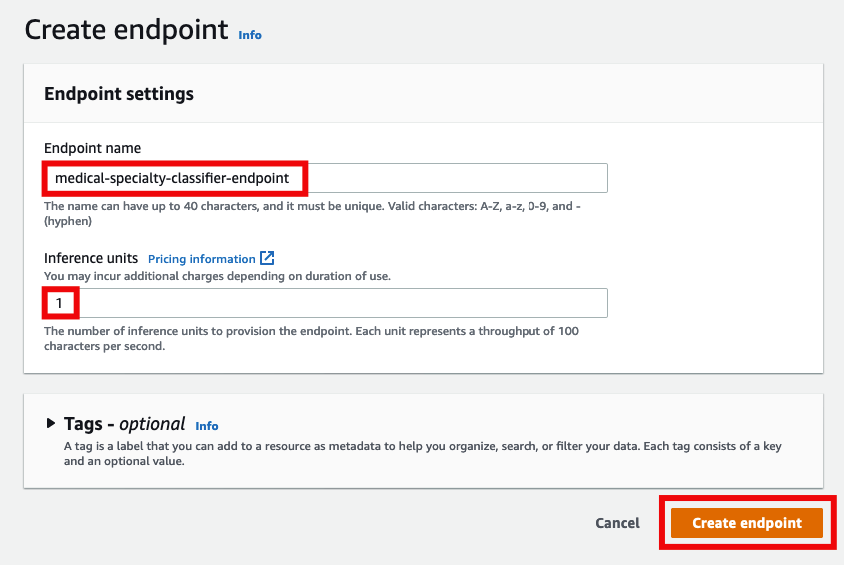 Create endpoint Info
Endpoint settings
Endpoint name
medical-specialty-classifier-endpoint
The name can have up to 40 characters, and it must be unique. Valid characters: A-Z, a-z, 0-9, and -
(hyphen)
Inference units Pricing information
You may incur additional charges depending on duration of use.
1
The number of inference units to provision the endpoint. Each unit represents a throughput of 100
characters per second.
Tags - optional Info
A tag is a label that you can add to a resource as metadata to help you organize, search, or filter your data. Each tag consists of a key
and an optional value.
Cancel Create endpoint